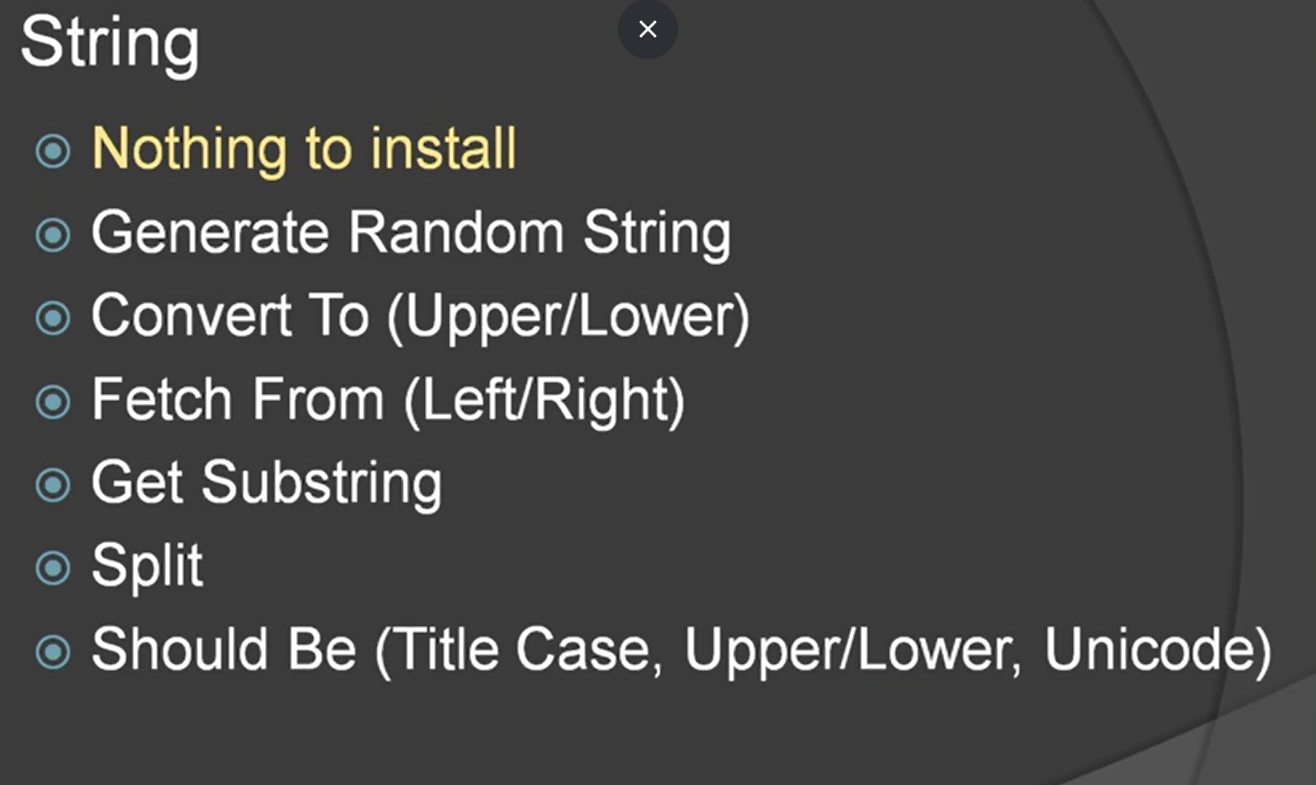 String
Nothing to install
Generate Random String
Convert To (Upper/Lower)
Fetch From (Left/Right)
Get Substring
Split
Should Be (Title Case, Upper/Lower, Unicode)